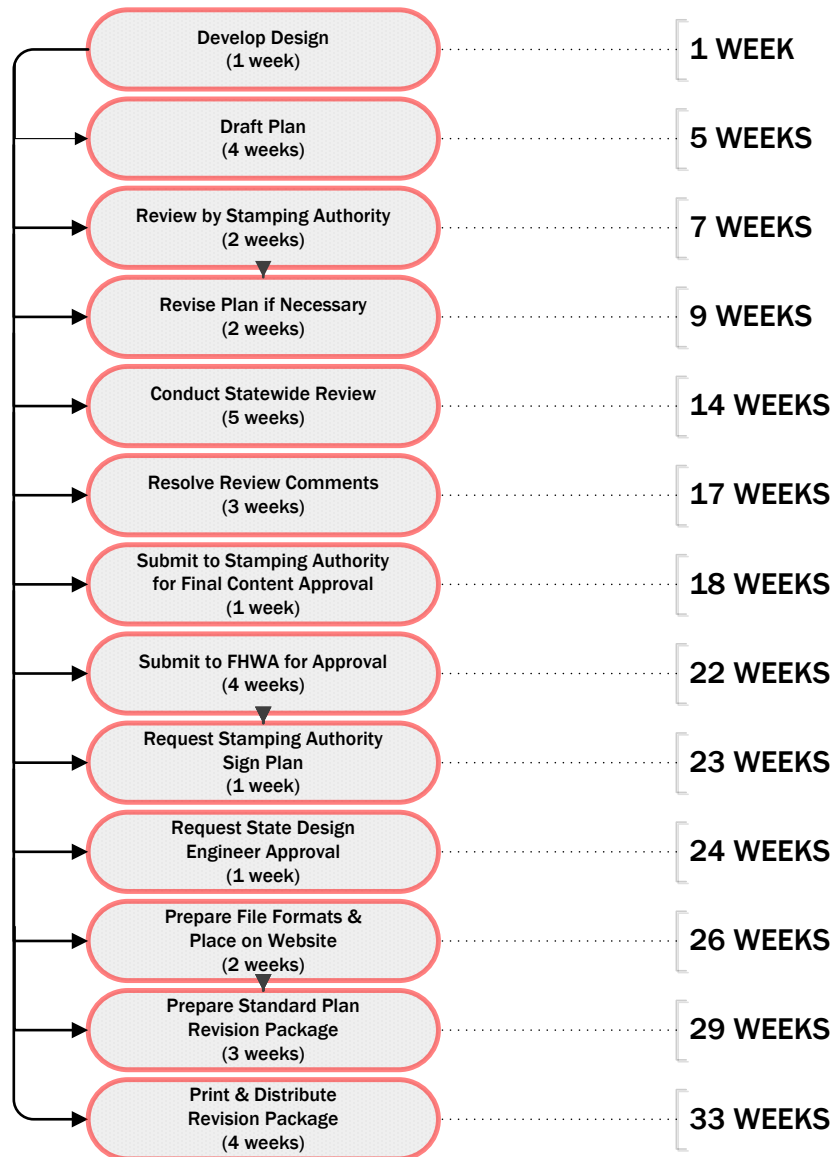 Develop Design
(1 week)
1 WEEK
Draft Plan
(4 weeks)
5 WEEKS
Review by Stamping Authority
(2 weeks)
7 WEEKS
Revise Plan if Necessary
(2 weeks)
9 WEEKS
Conduct Statewide Review
(5 weeks)
14 WEEKS
Resolve Review Comments
(3 weeks)
17 WEEKS
Submit to Stamping Authority
for Final Content Approval
(1 week)
18 WEEKS
Submit to FHWA for Approval
(4 weeks)
22 WEEKS
Request Stamping Authority
Sign Plan
(1 week)
23 WEEKS
Request State Design
Engineer Approval
(1 week)
24 WEEKS
Prepare File Formats &
Place on Website
(2 weeks)
26 WEEKS
Prepare Standard Plan
Revision Package
(3 weeks)
29 WEEKS
Print & Distribute
Revision Package
(4 weeks)
33 WEEKS